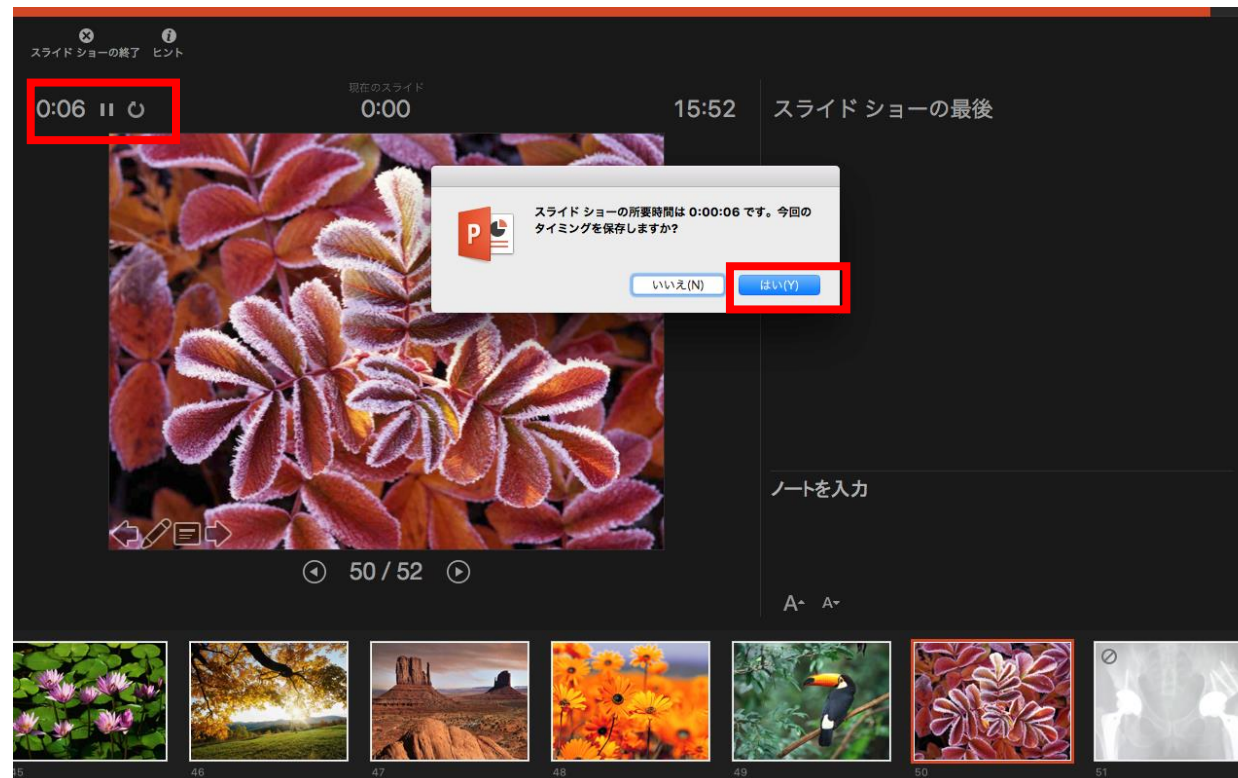 スライド ショーの終了 ヒント
0:06
現在のスライド
0:00
15:52
スライド ショーの最後
P
スライド ショーの所要時間は 0:00:06 です。今回の
タイミングを保存しますか?
いいえ(N) はい(Y)
ノートを入力
50 / 52
A A
45 46 47 48 49 50 51